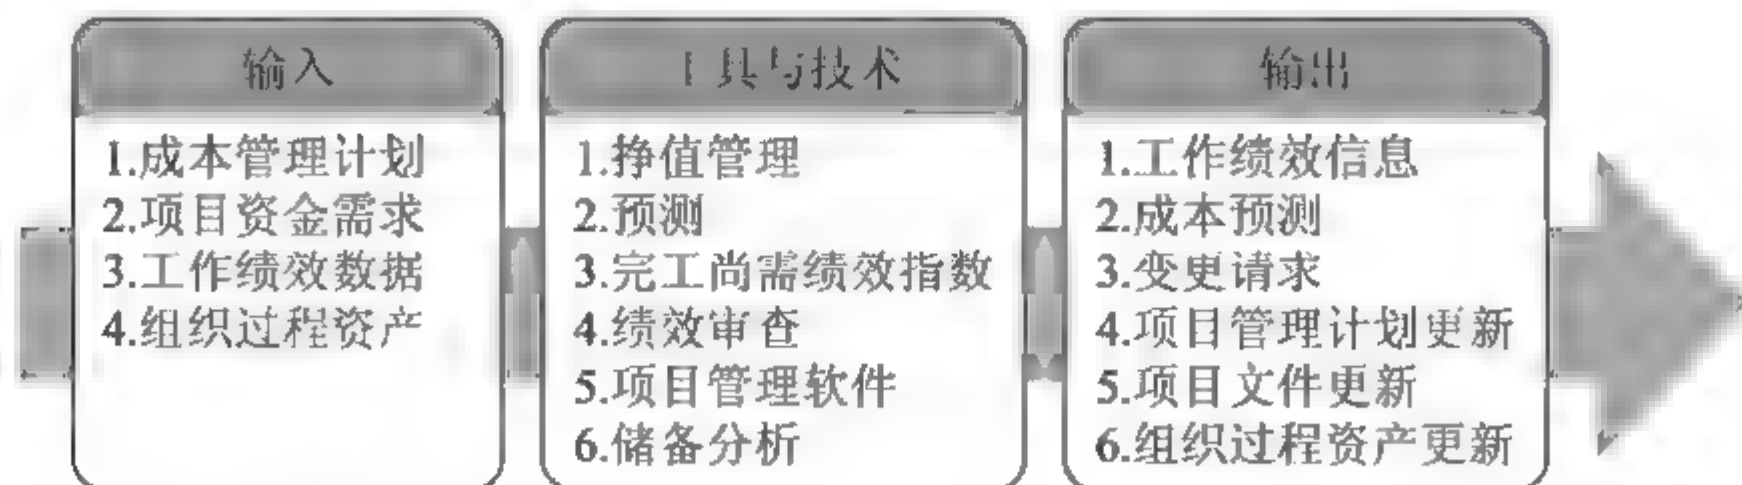 输入
1.成本管理计划
2.项目资金需求
3.工作绩效数据
4.组织过程资产
工具与技术
1.挣值管理
2.预测
3.完工尚需绩效指数
4.绩效审查
5.项目管理软件
6.储备分析
输出
1.工作绩效信息
2.成本预测
3.变更请求
4.项目管理计划更新
5.项目文件更新
6.组织过程资产更新